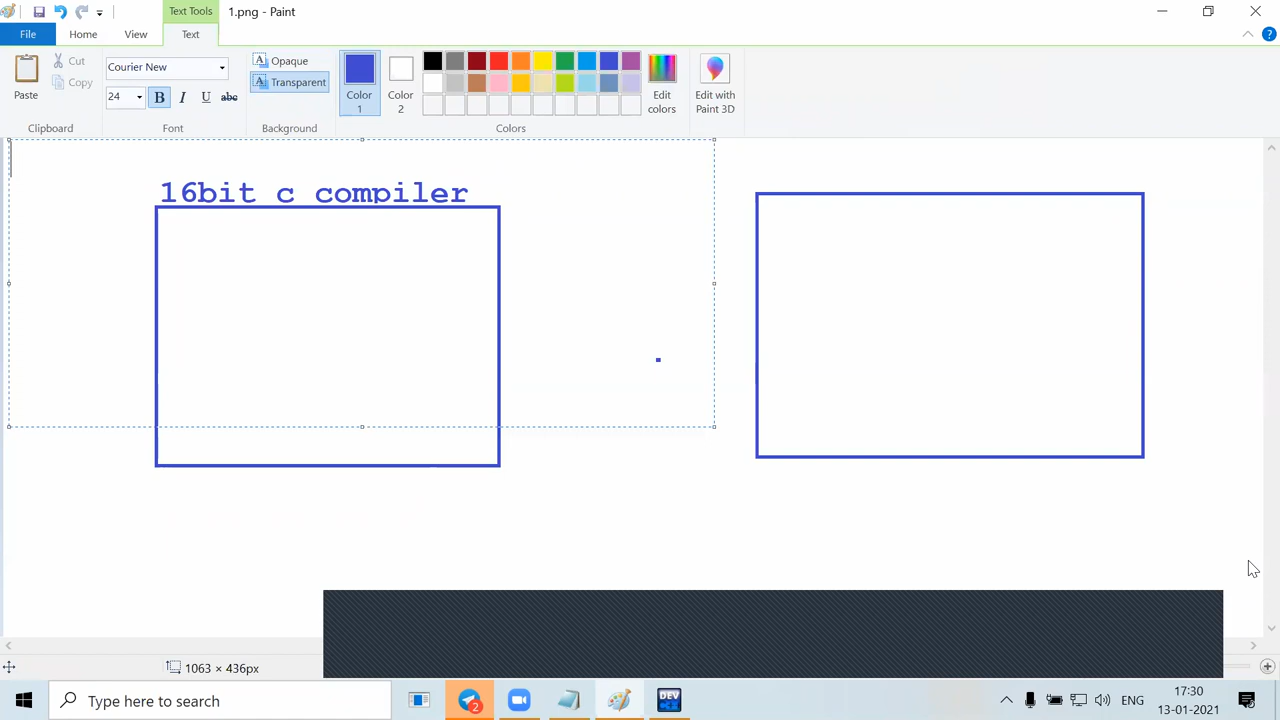 1.png - Paint
Text Tools
File
Home
View
Text
Paste
Cut
Copy
Clipboard
Courier New
24
B
I
U
abc
Font
A
Opaque
A
Transparent
Background
Color
1
Color
2
Colors
Edit
colors
Edit with
Paint 3D
?
16bit c compiler
1063 × 436px
Type here to search
2
DEV
ENG
17:30
13-01-2021